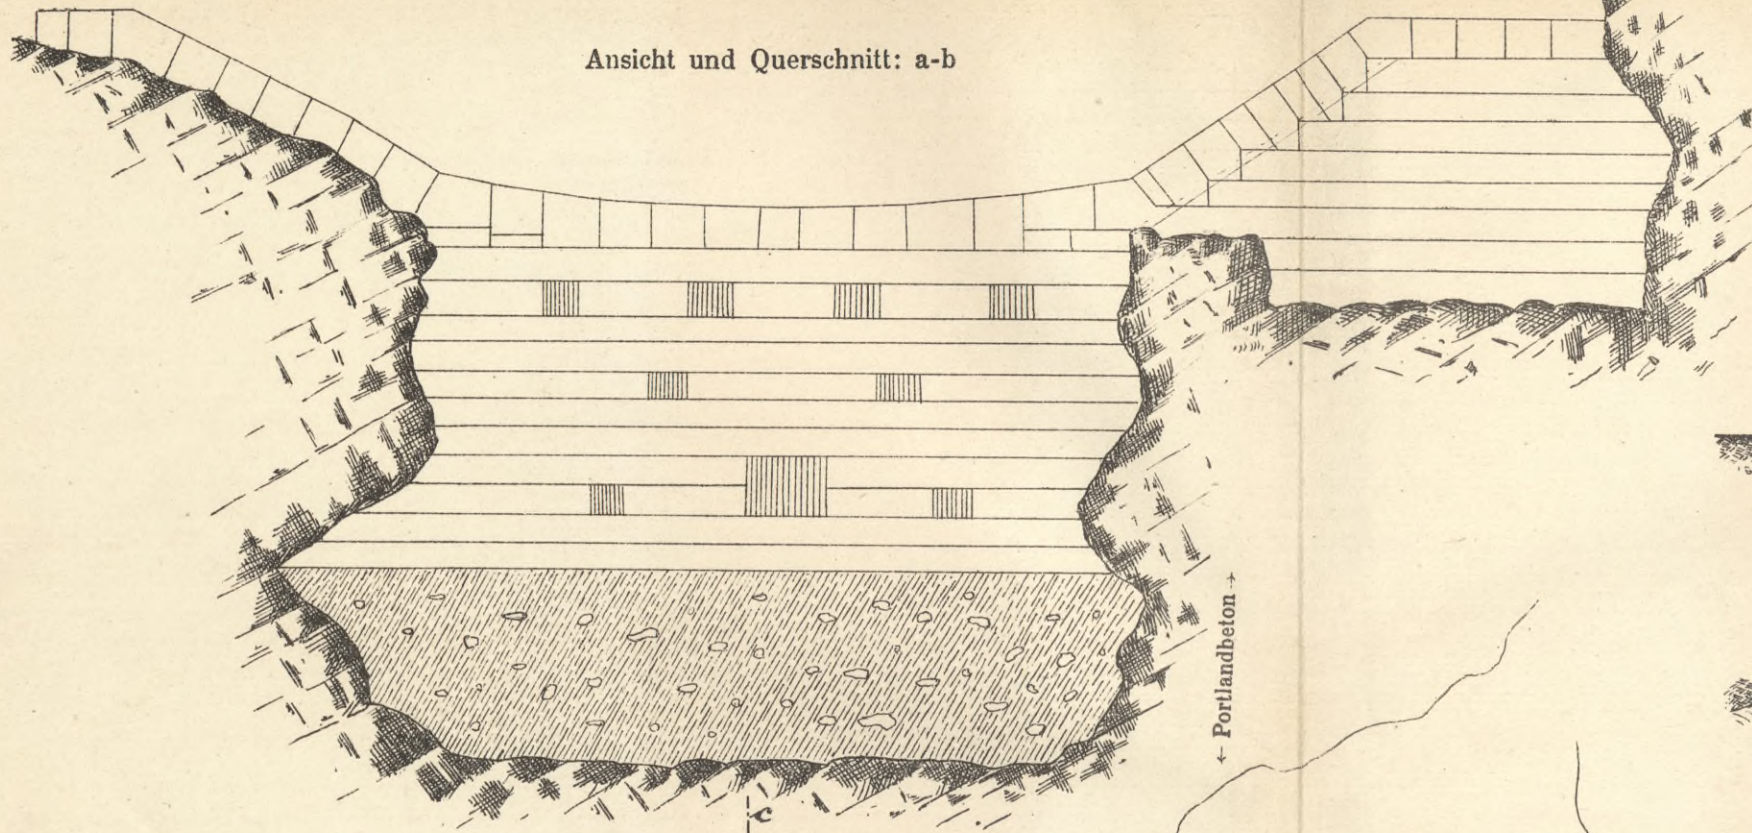 Ansicht und Querschnitt: a-b
← Portlandbeton →
c